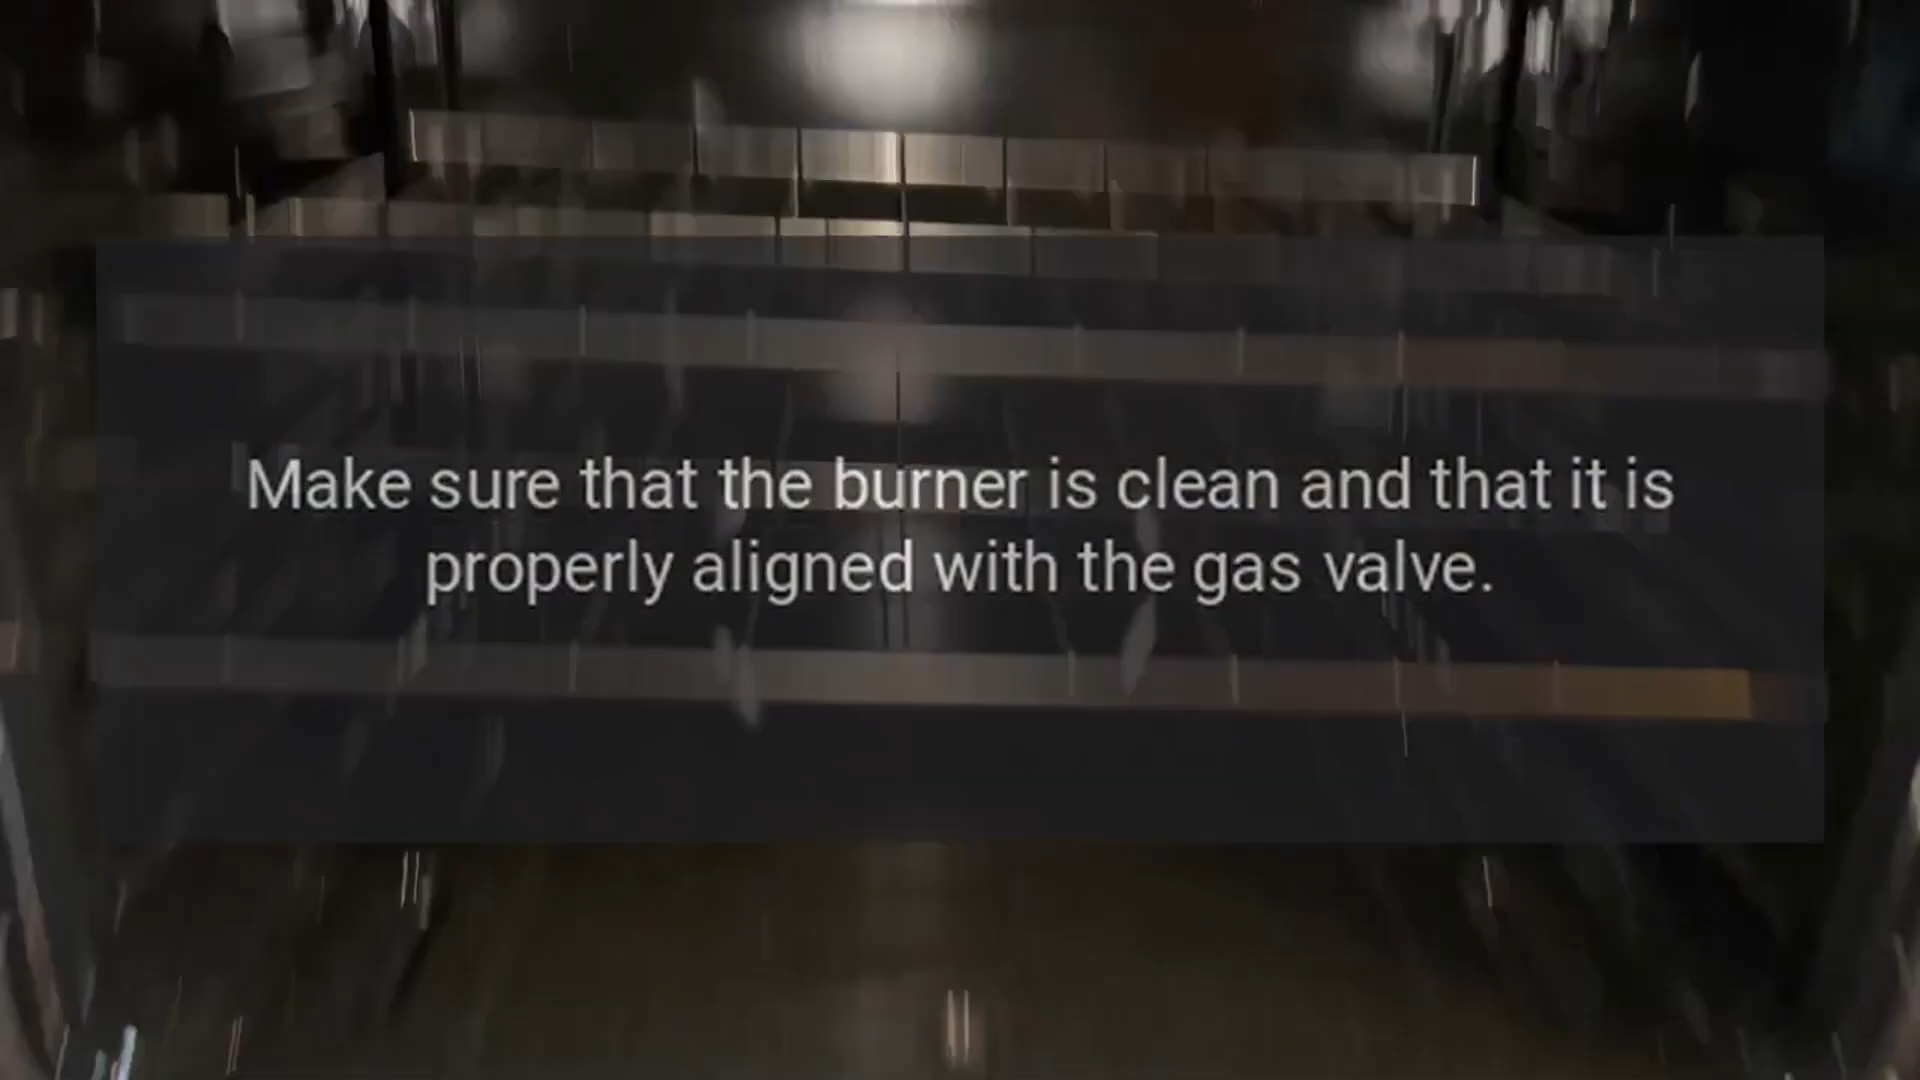 Make sure that the burner is clean and that it is
properly aligned with the gas valve.